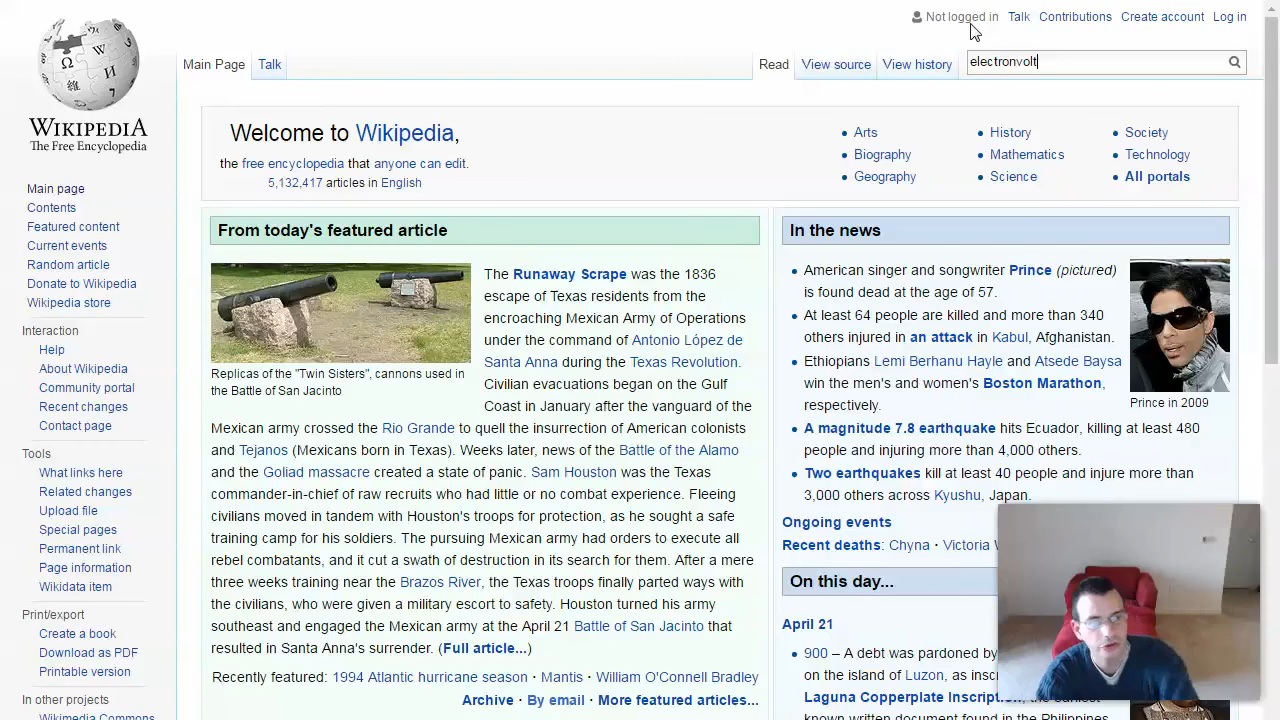 Not logged in Talk Contributions Create account Log in
Main Page Talk Read View source View history electronvolt
WIKIPEDIA
The Free Encyclopedia
Main page
Contents
Featured content
Current events
Random article
Donate to Wikipedia
Wikipedia store
Interaction
Help
About Wikipedia
Community portal
Recent changes
Contact page
Tools
What links here
Related changes
Upload file
Special pages
Permanent link
Page information
Wikidata item
Print/export
Create a book
Download as PDF
Printable version
In other projects
Wikimedia Commons
Welcome to Wikipedia,
the free encyclopedia that anyone can edit.
5,132,417 articles in English
Arts
Biography
Geography
History
Mathematics
Science
Society
Technology
All portals
From today's featured article
Replicas of the "Twin Sisters", cannons used in
the Battle of San Jacinto
The Runaway Scrape was the 1836
escape of Texas residents from the
encroaching Mexican Army of Operations
under the command of Antonio López de
Santa Anna during the Texas Revolution.
Civilian evacuations began on the Gulf
Coast in January after the vanguard of the
Mexican army crossed the Rio Grande to quell the insurrection of American colonists
and Tejanos (Mexicans born in Texas). Weeks later, news of the Battle of the Alamo
and the Goliad massacre created a state of panic. Sam Houston was the Texas
commander-in-chief of raw recruits who had little or no combat experience. Fleeing
civilians moved in tandem with Houston's troops for protection, as he sought a safe
training camp for his soldiers. The pursuing Mexican army had orders to execute all
rebel combatants, and it cut a swath of destruction in its search for them. After a mere
three weeks training near the Brazos River, the Texas troops finally parted ways with
the civilians, who were given a military escort to safety. Houston turned his army
southeast and engaged the Mexican army at the April 21 Battle of San Jacinto that
resulted in Santa Anna's surrender. (Full article...)
Recently featured: 1994 Atlantic hurricane season · Mantis · William O'Connell Bradley
Archive · By email · More featured articles...
In the news
American singer and songwriter Prince (pictured)
is found dead at the age of 57.
At least 64 people are killed and more than 340
others injured in an attack in Kabul, Afghanistan.
Ethiopians Lemi Berhanu Hayle and Atsede Baysa
win the men's and women's Boston Marathon,
respectively.
A magnitude 7.8 earthquake hits Ecuador, killing at least 480
people and injuring more than 4,000 others.
Two earthquakes kill at least 40 people and injure more than
3,000 others across Kyushu, Japan.
Prince in 2009
Ongoing events
Recent deaths: Chyna · Victoria
On this day...
April 21
900 – A debt was pardoned by
on the island of Luzon, as
Laguna Copperplate
known written document found in the Philippines